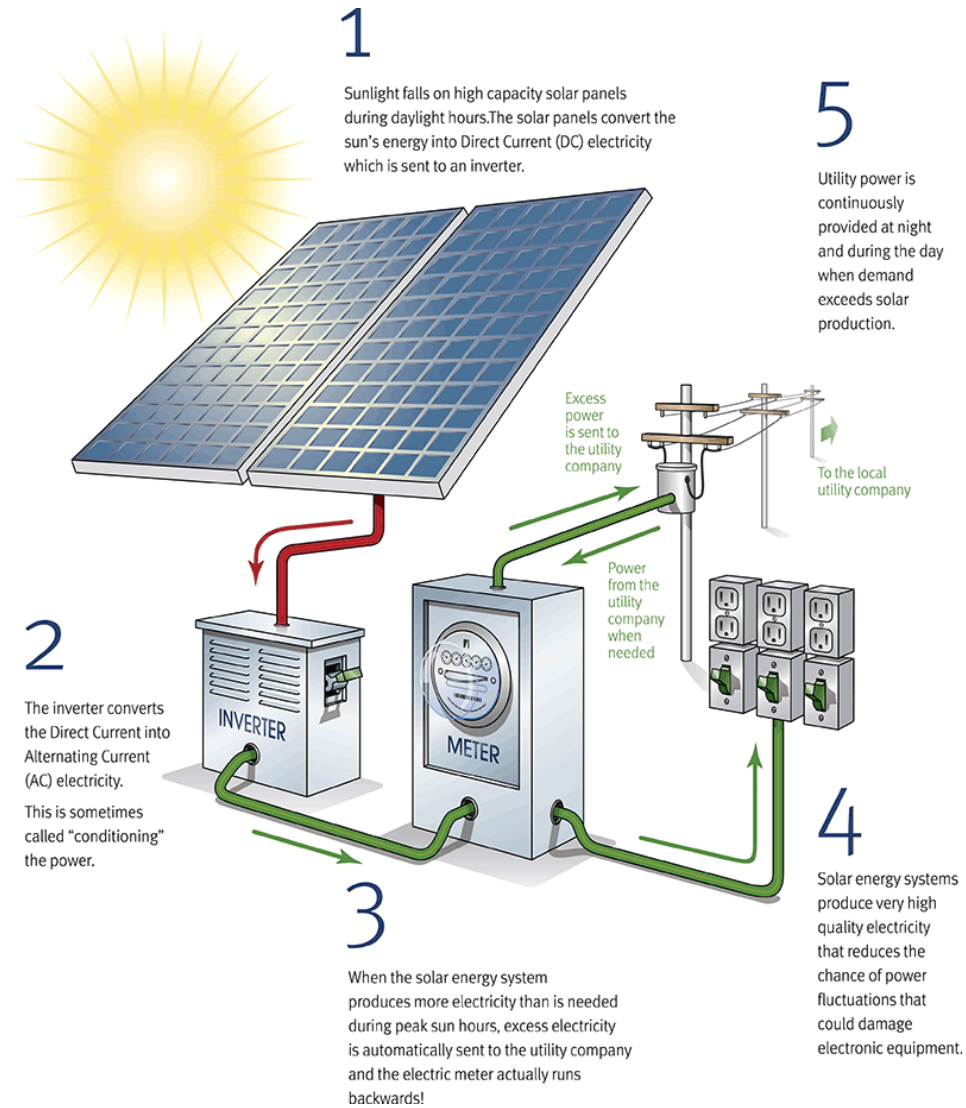 1
Sunlight falls on high capacity solar panels
during daylight hours.The solar panels convert the
sun's energy into Direct Current (DC) electricity
which is sent to an inverter.
5
Utility power is
continuously
provided at night
and during the day
when demand
exceeds solar
production.
Excess
power
is sent to
the utility
company
To the local
utility company
Power
from the
utility
company
when
needed
2
The inverter converts
the Direct Current into
Alternating Current
(AC) electricity.
This is sometimes
called “conditioning”
the power.
INVERTER
METER
3
When the solar energy system
produces more electricity than is needed
during peak sun hours, excess electricity
is automatically sent to the utility company
and the electric meter actually runs
backwards!
4
Solar energy systems
produce very high
quality electricity
that reduces the
chance of power
fluctuations that
could damage
electronic equipment.